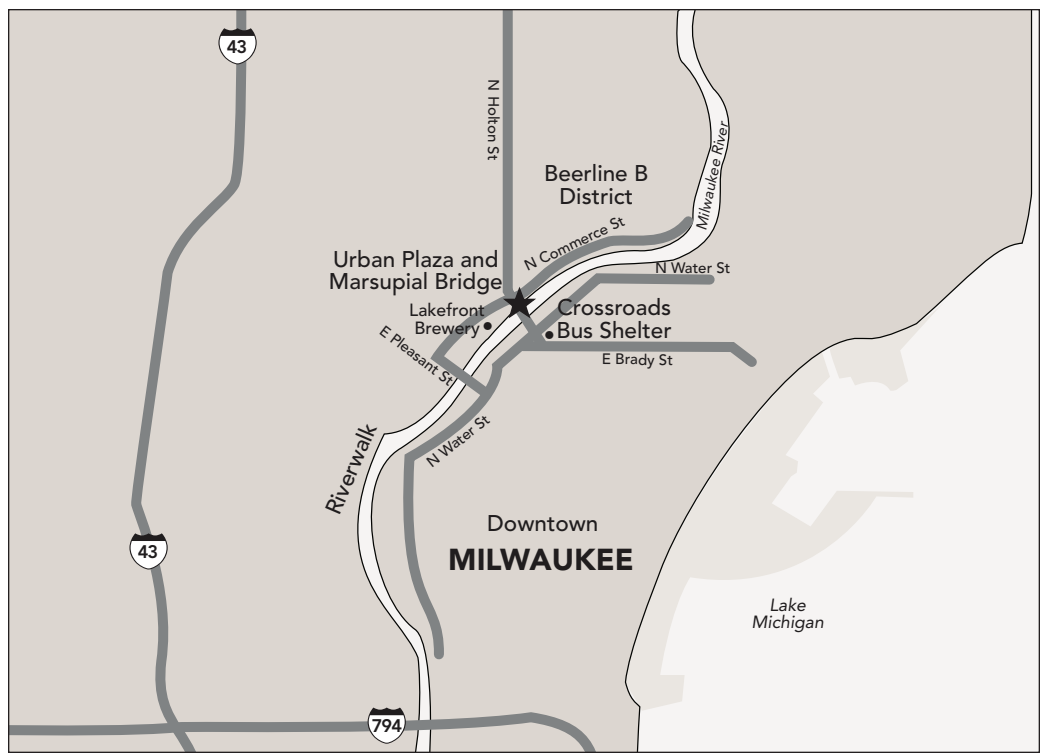 43
N Holton St
Milwaukee River
Beerline B
District
N Commerce St
Urban Plaza and
Marsupial Bridge
N Water St
Lakefront
Brewery
Crossroads
Bus Shelter
E Pleasant St
E Brady St
N Water St
Riverwalk
Downtown
MILWAUKEE
43
Lake
Michigan
794